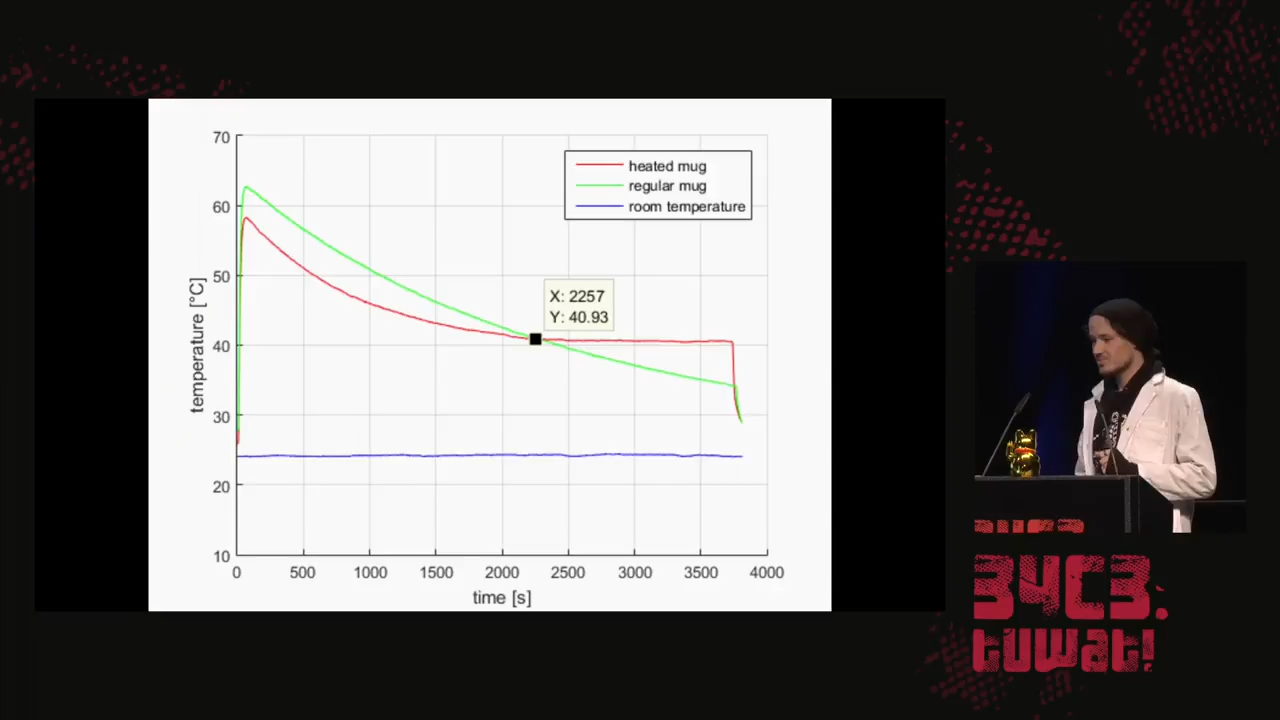 70
60
50
40
30
20
10
0
500
1000
1500
2000
2500
3000
3500
4000
temperature [°C]
time [s]
heated mug
regular mug
room temperature
X: 2257
Y: 40.93
34C3
34C3.
tuwat!